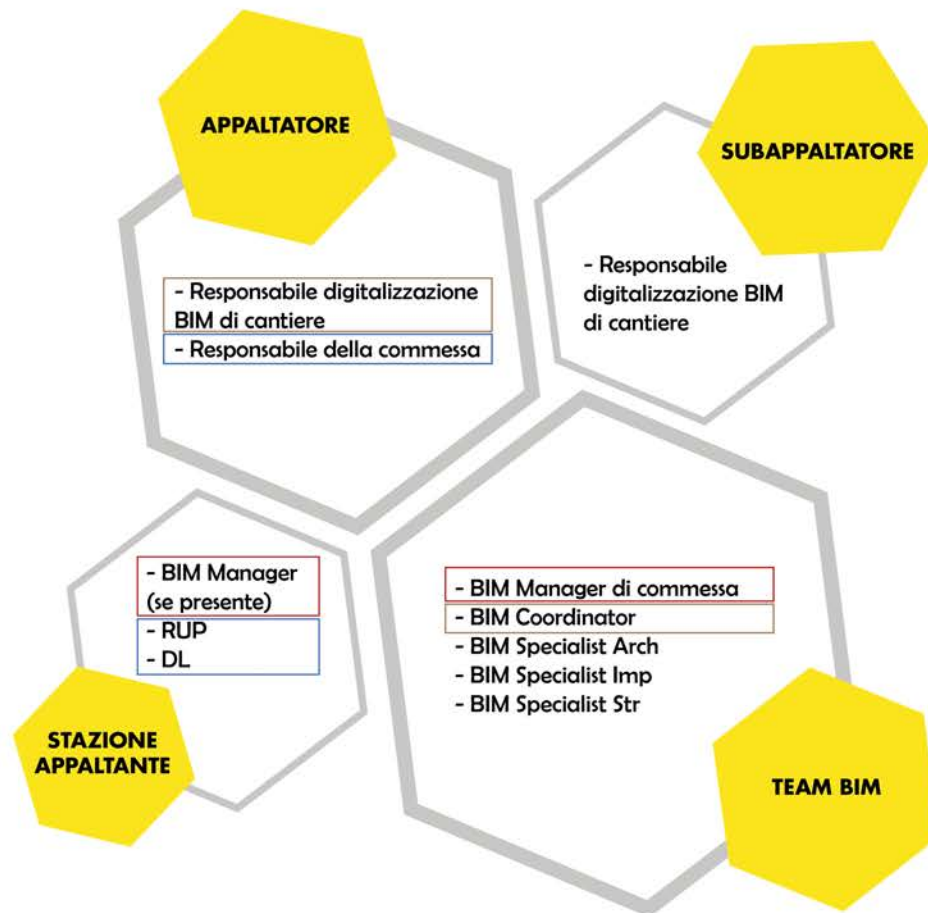 APPALTATORE
- Responsabile digitalizzazione
BIM di cantiere
- Responsabile della commessa
SUBAPPALTATORE
- Responsabile
digitalizzazione BIM
di cantiere
- BIM Manager
(se presente)
- RUP
- DL
STAZIONE
APPALTANTE
- BIM Manager di commessa
- BIM Coordinator
- BIM Specialist Arch
- BIM Specialist Imp
- BIM Specialist Str
TEAM BIM